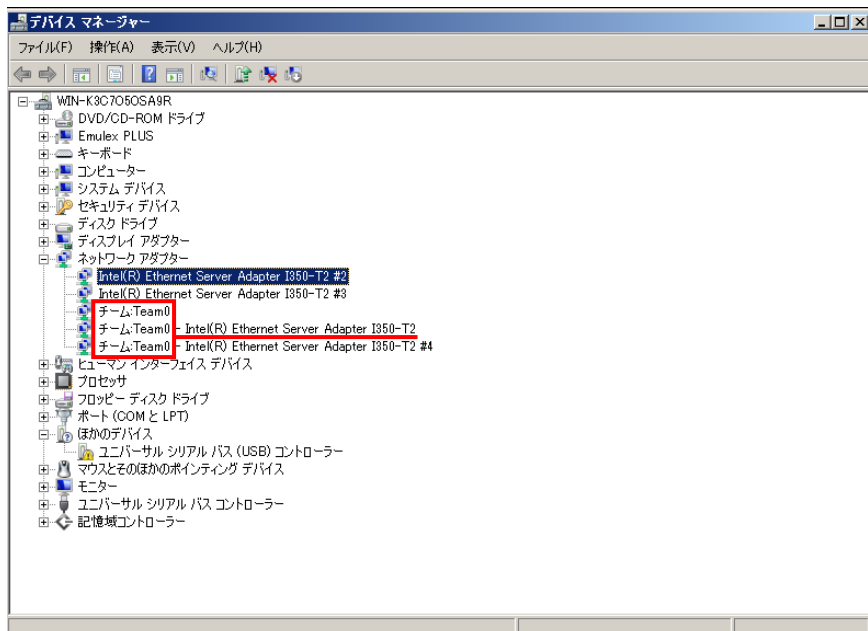 デバイス マネージャー
ファイル(F) 操作(A) 表示(V) ヘルプ(H)
WIN-K3C7O5OSA9R
DVD/CD-ROM ドライブ
Emulex PLUS
キーボード
コンピューター
システム デバイス
セキュリティ デバイス
ディスク ドライブ
ディスプレイ アダプター
ネットワーク アダプター
Intel(R) Ethernet Server Adapter I350-T2 #2
Intel(R) Ethernet Server Adapter I350-T2 #3
チーム:Team0
チーム:Team0 - Intel(R) Ethernet Server Adapter I350-T2
チーム:Team0 - Intel(R) Ethernet Server Adapter I350-T2 #4
ヒューマン インターフェイス デバイス
プロセッサ
フロッピー ディスク ドライブ
ポート (COM と LPT)
ほかのデバイス
ユニバーサル シリアル バス (USB) コントローラー
マウスとそのほかのポインティング デバイス
モニター
ユニバーサル シリアル バス コントローラー
記憶域コントローラー